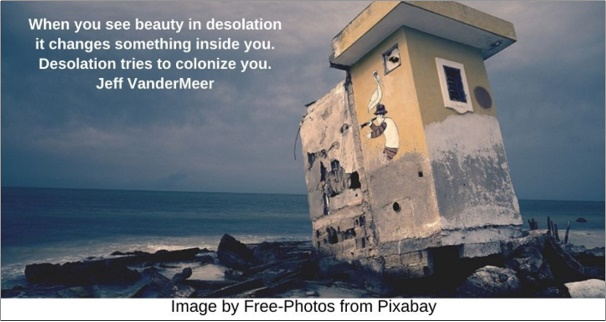 When you see beauty in desolation
it changes something inside you.
Desolation tries to colonize you.
Jeff VanderMeer
Image by Free-Photos from Pixabay